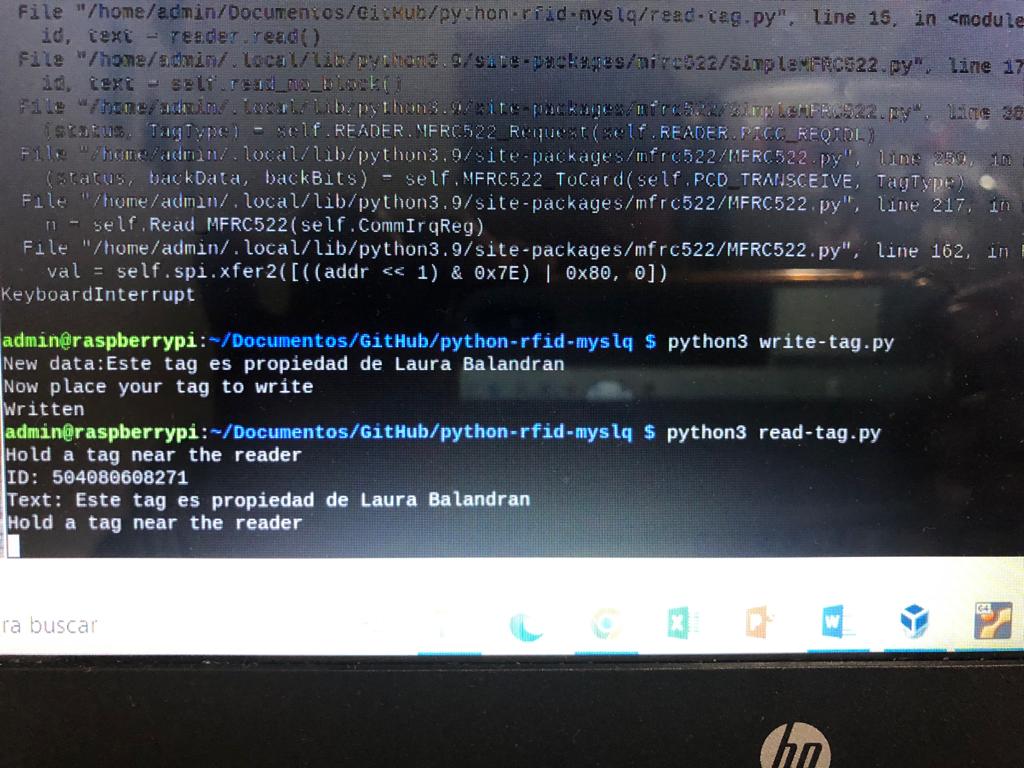 File "/home/admin/Documentos/GitHub/python-rfid-myslq/read-tag.py", line 15, in <module
id, text = reader.read()
File "/home/admin/.local/lib/python3.9/site-packages/mfrc522/SimpleMFRC522.py", line 17
id, text = self.read_no_block()
File "/home/admin/.local/lib/python3.9/site-packages/mfrc522/SimpleMFRC522.py", line
(status, TagType) = self.READER.MFRC522_Request(self.READER.PICC_REQIDL)
File "/home/admin/.local/lib/python3.9/site-packages/mfrc522/MFRC522.py", line 259, in
(status, backData, backBits) = self.MFRC522_ToCard(self.PCD_TRANSCEIVE, TagType)
File "/home/admin/.local/lib/python3.9/site-packages/mfrc522/MFRC522.py", line 217, in
n = self.Read_MFRC522(self.CommIrqReg)
File "/home/admin/.local/lib/python3.9/site-packages/mfrc522/MFRC522.py", line 162, in
val = self.spi.xfer2([((addr << 1) & 0x7E) | 0x80, 0])
KeyboardInterrupt
admin@raspberrypi:~/Documentos/GitHub/python-rfid-myslq $ python3 write-tag.py
New data:Este tag es propiedad de Laura Balandran
Now place your tag to write
Written
admin@raspberrypi:~/Documentos/GitHub/python-rfid-myslq $ python3 read-tag.py
Hold a tag near the reader
ID: 504080608271
Text: Este tag es propiedad de Laura Balandran
Hold a tag near the reader
ra buscar
X
P
W
64
hp